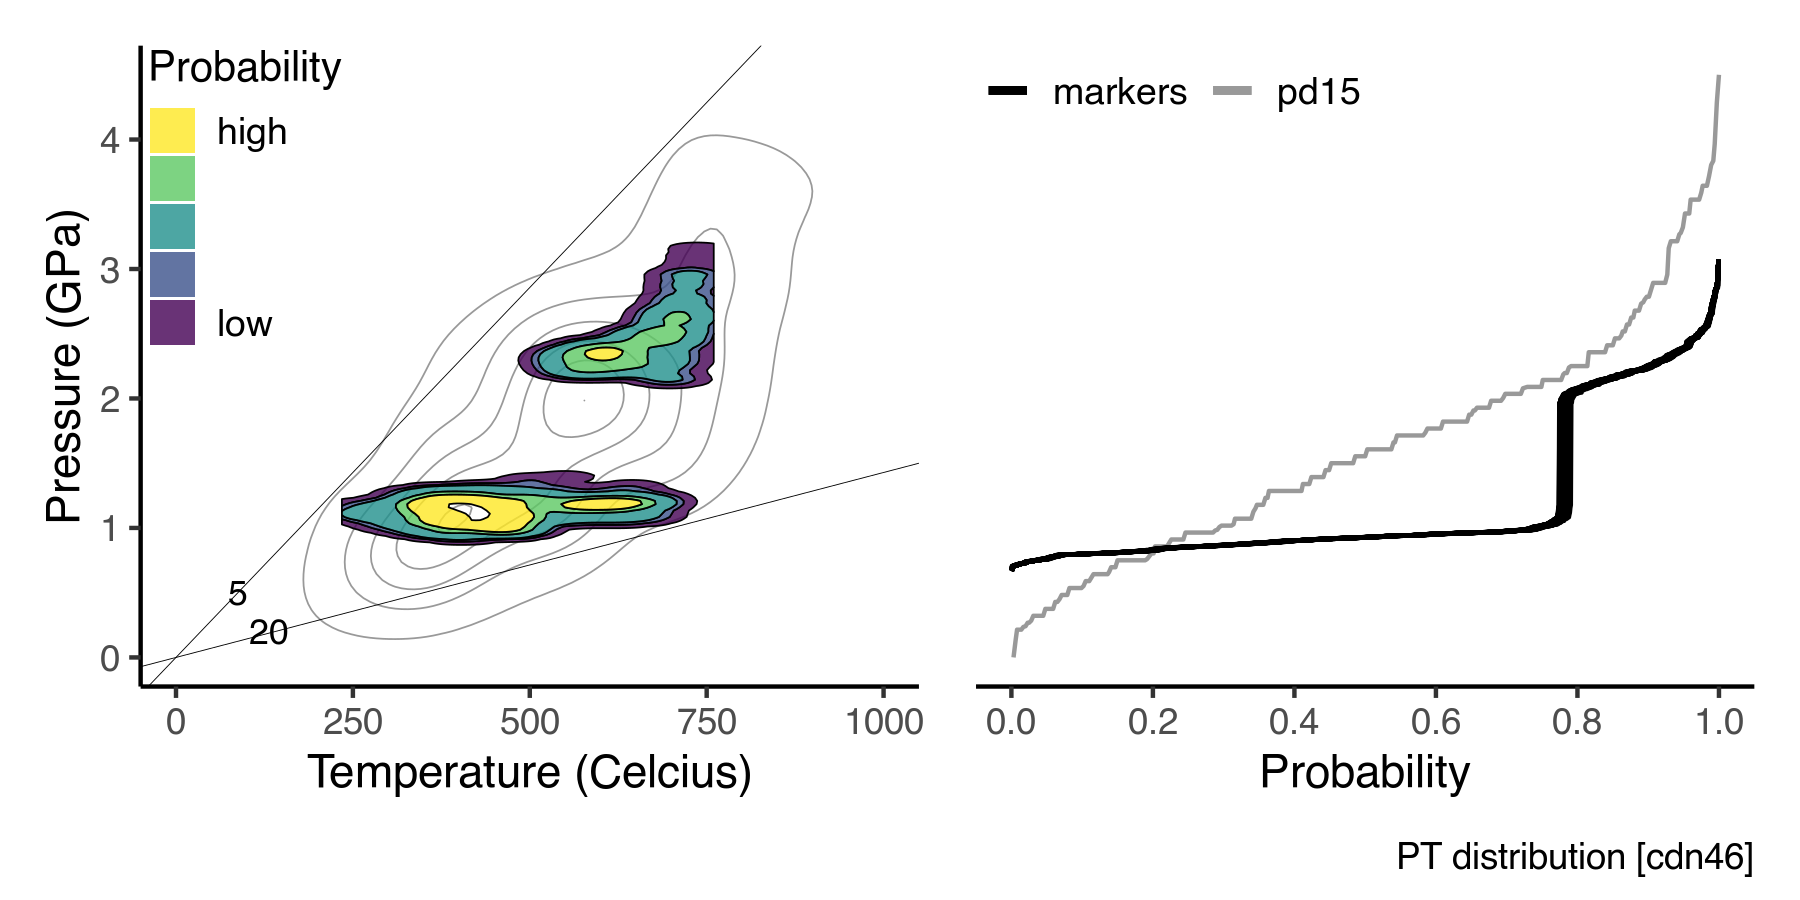 Probability
high
low
4
3
2
1
0
Pressure (GPa)
5
20
0
250
500
750
1000
Temperature (Celcius)
markers
pd15
0.0
0.2
0.4
0.6
0.8
1.0
Probability
PT distribution [cdn46]